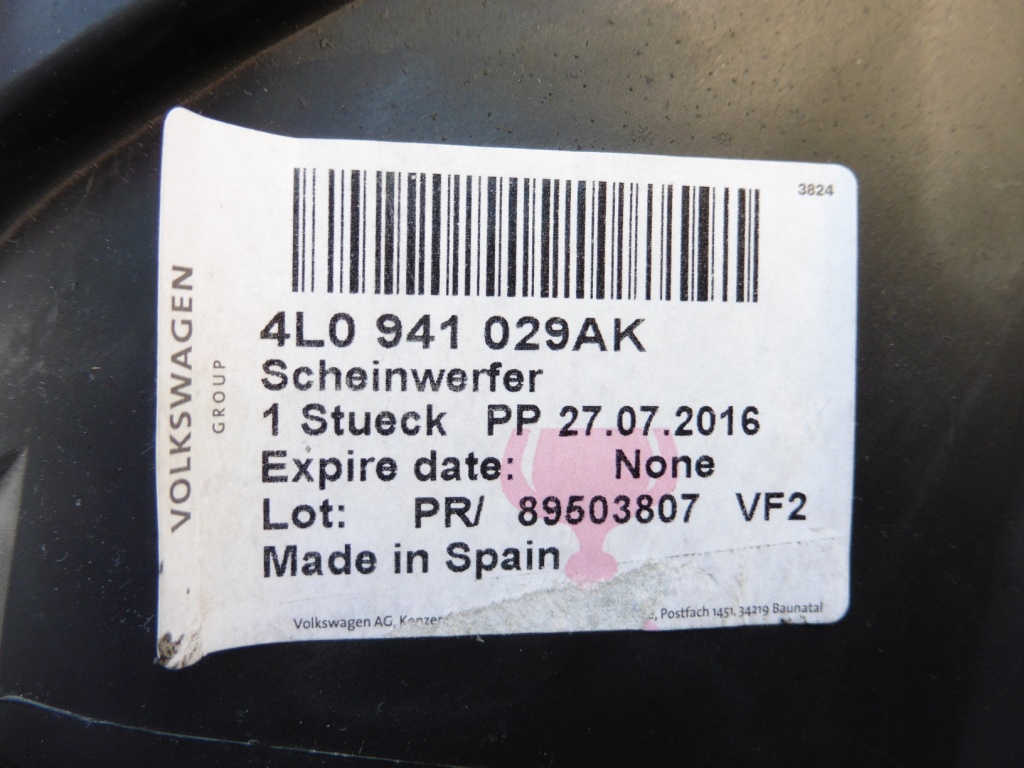 3824
VOLKSWAGEN
GROUP
4L0 941 029AK
Scheinwerfer
1 Stueck PP 27.07.2016
Expire date: None
Lot: PR/ 89503807 VF2
Made in Spain
Volkswagen AG, Postfach 1451, 34219 Baunatal